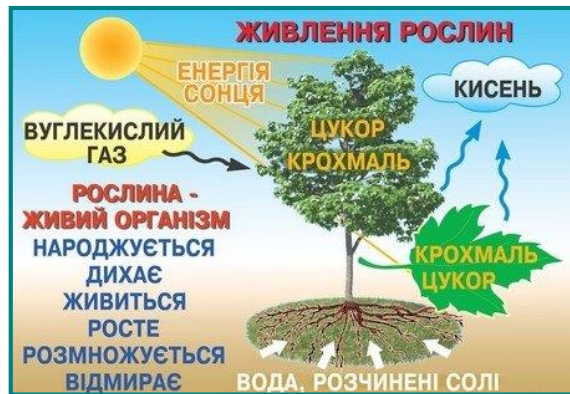 ЖИВЛЕННЯ РОСЛИН
ЕНЕРГІЯ
СОНЦЯ
КИСЕНЬ
ВУГЛЕКИСЛИЙ
ГАЗ
ЦУКОР
КРОХМАЛЬ
РОСЛИНА -
ЖИВИЙ ОРГАНІЗМ
НАРОДЖУЄТЬСЯ
ДИХАЄ
ЖИВИТЬСЯ
РОСТЕ
РОЗМНОЖУЄТЬСЯ
ВІДМИРАЄ
КРОХМАЛЬ
ЦУКОР
ВОДА, РОЗЧИНЕНІ СОЛІ